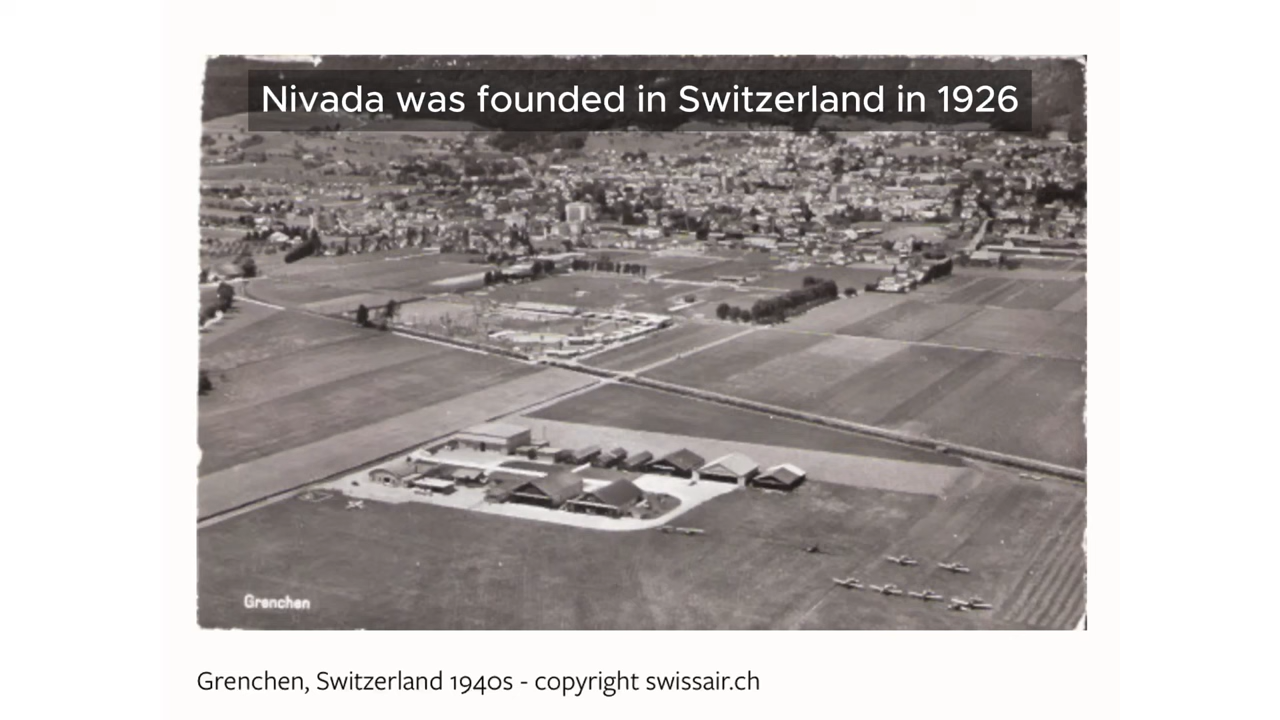 Nivada was founded in Switzerland in 1926
Grenchen
Grenchen, Switzerland 1940s - copyright swissair.ch